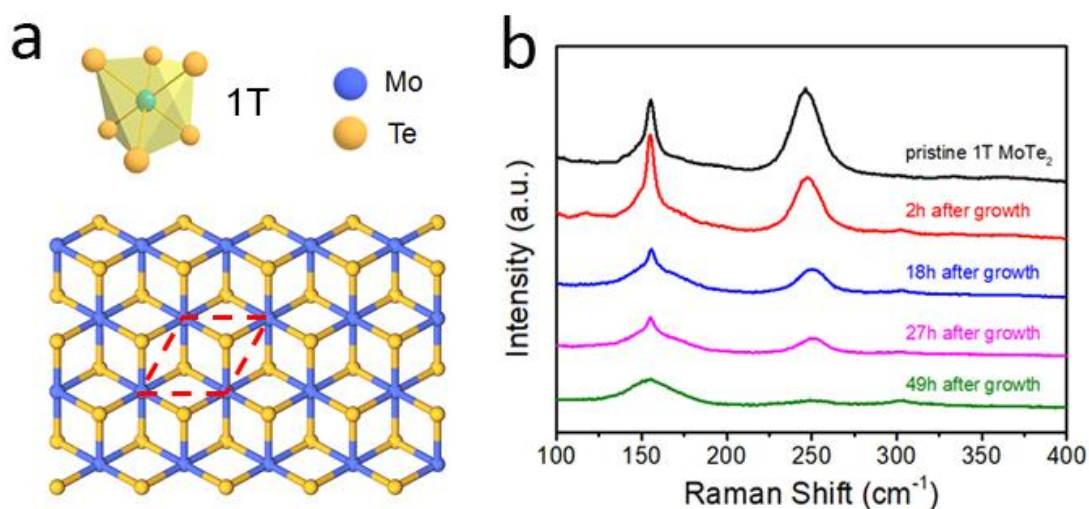 a
1T
Mo
Te
b
pristine 1T MoTe₂
2h after growth
18h after growth
27h after growth
49h after growth
Intensity (a.u.)
100 150 200 250 300 350 400
Raman Shift (cm⁻¹)